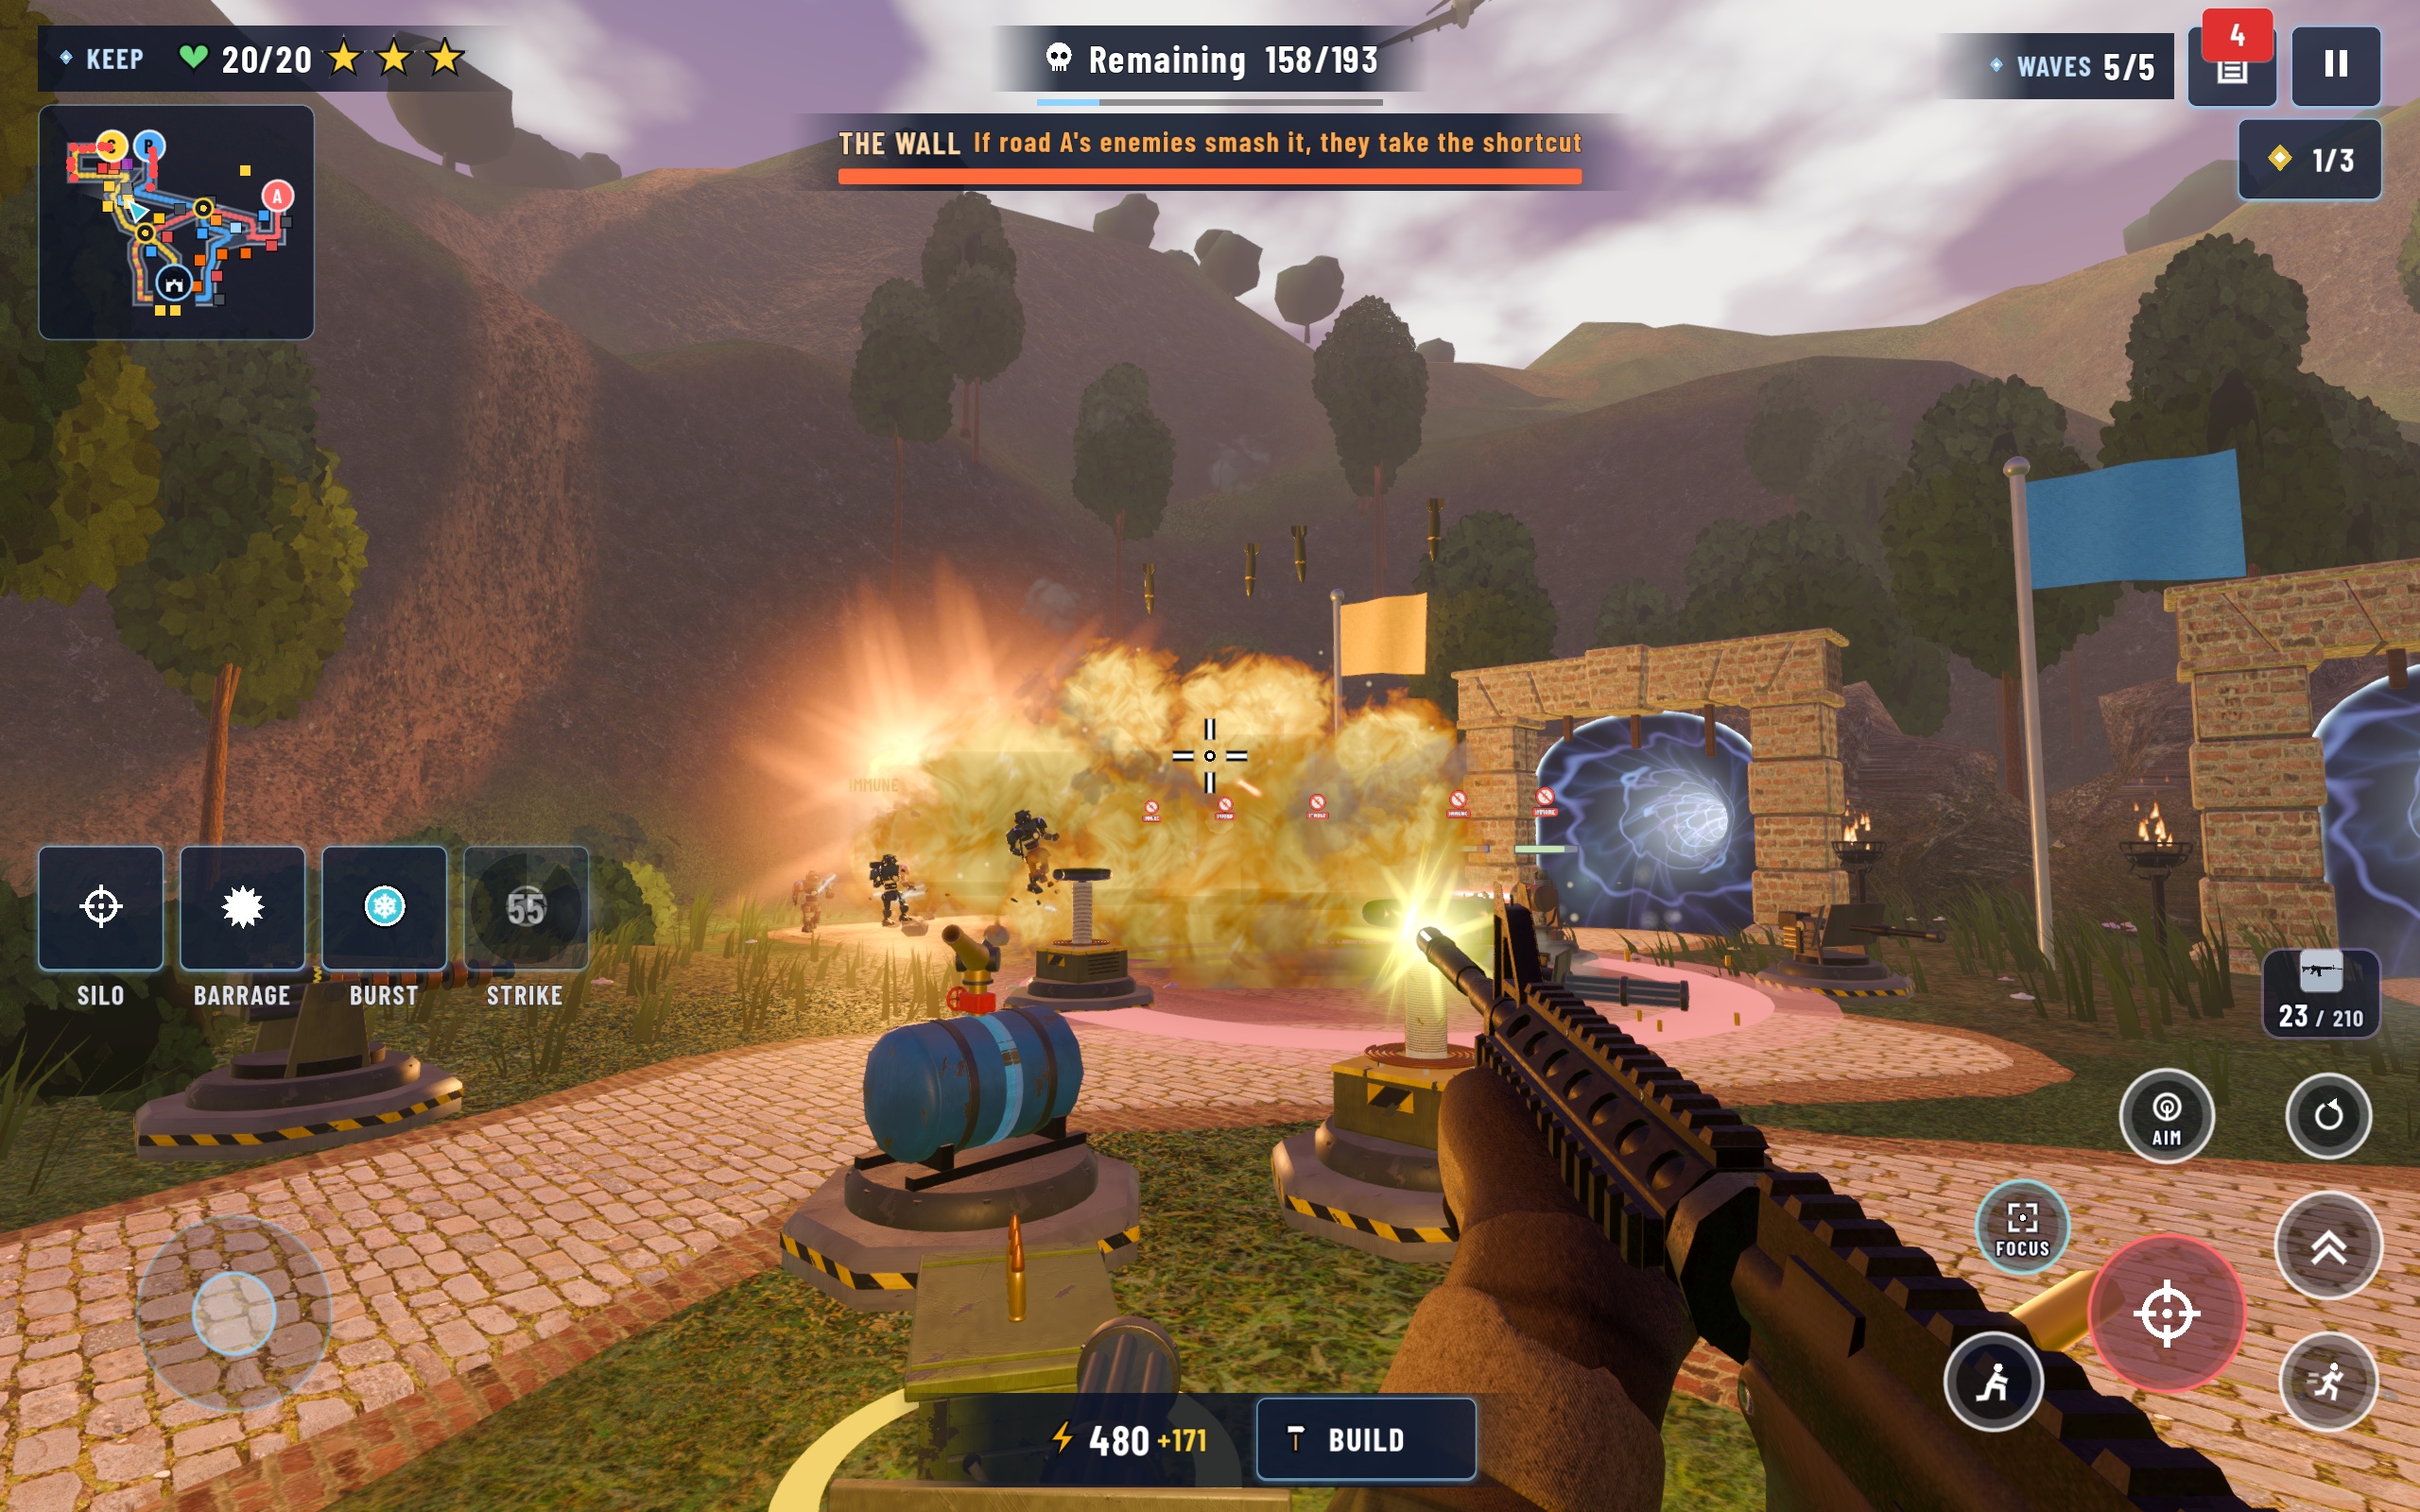 KEEP 20/20
Remaining 158/193
WAVES 5/5
4
THE WALL If road A's enemies smash it, they take the shortcut
1/3
P
A
IMMUNE
55
SILO
BARRAGE
BURST
STRIKE
23 / 210
AIM
FOCUS
480 +171
BUILD